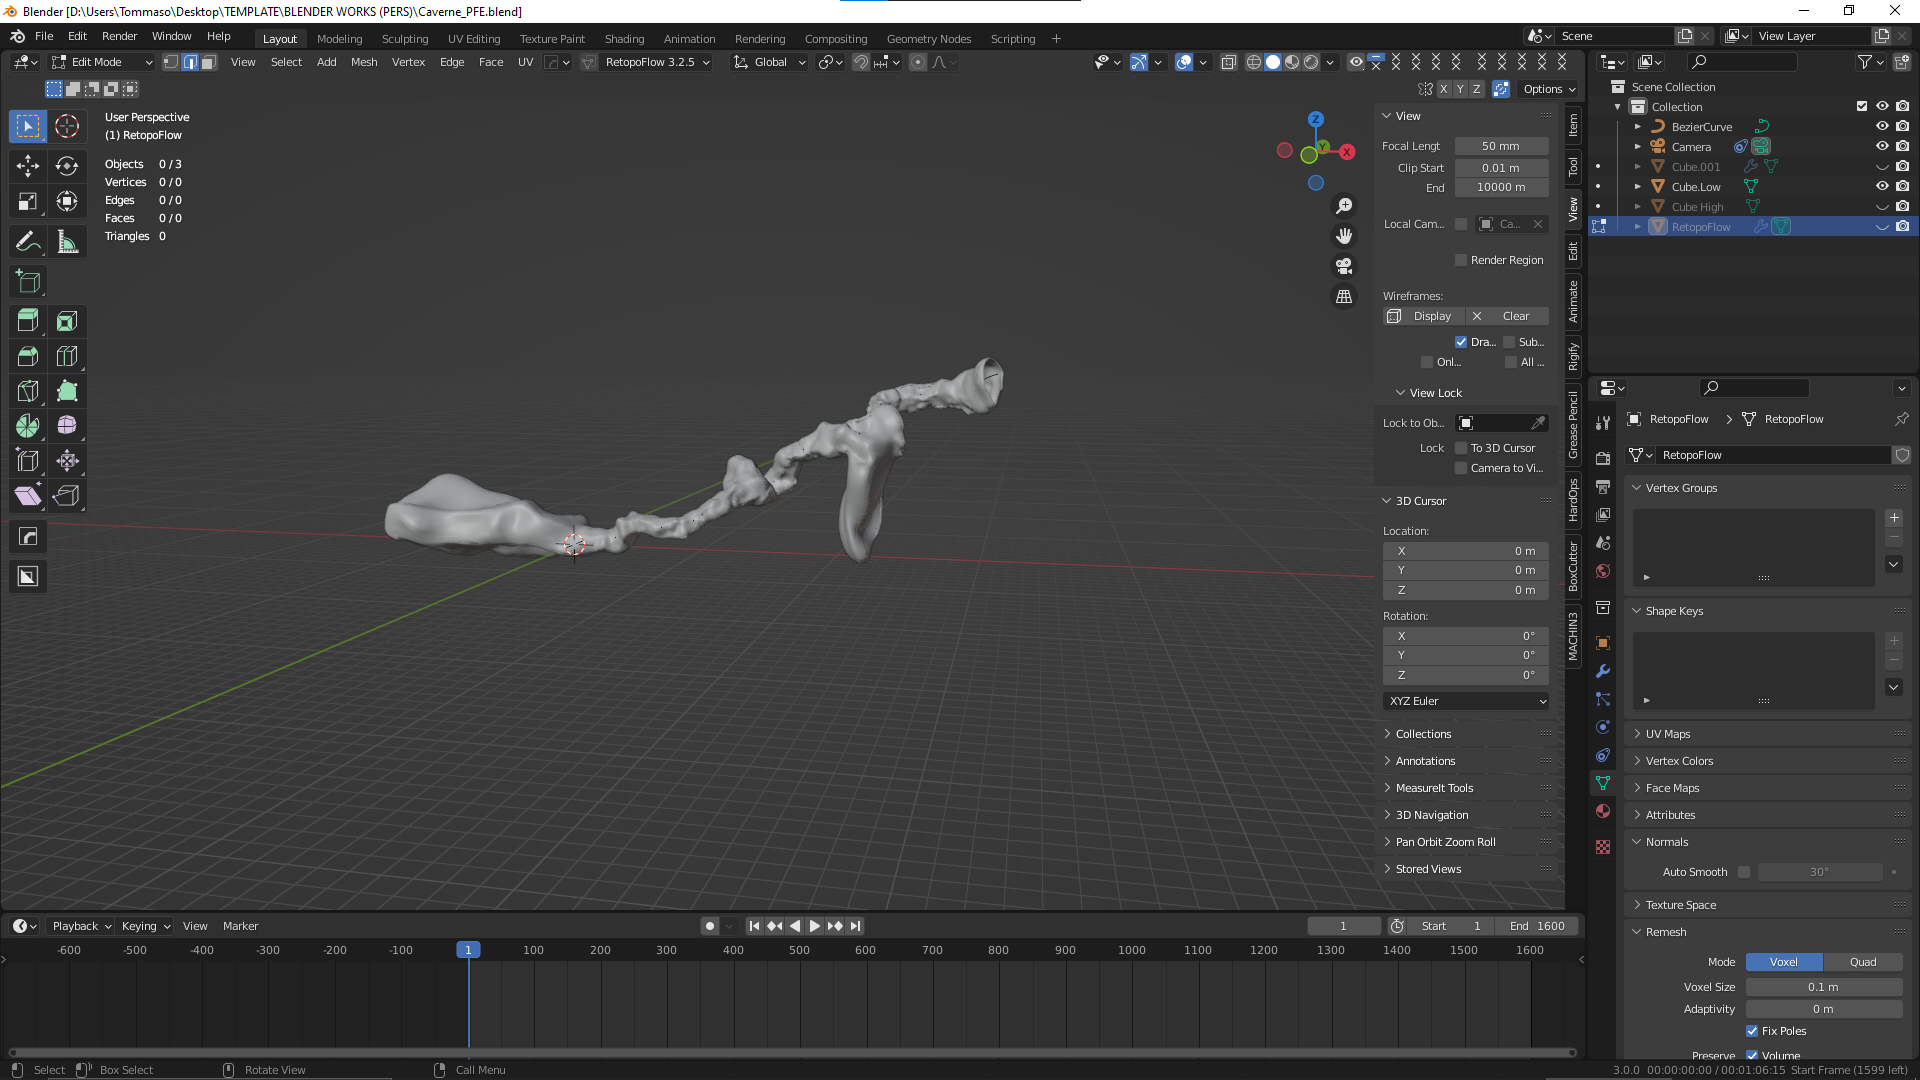 Blender [D:\Users\Tommaso\Desktop\TEMPLATE\BLENDER WORKS (PERS)\Caverne_PFE.blend]
File Edit Render Window Help Layout Modeling Sculpting UV Editing Texture Paint Shading Animation Rendering Compositing Geometry Nodes Scripting + Scene View Layer
Edit Mode View Select Add Mesh Vertex Edge Face UV RetopoFlow 3.2.5 Global
X Y Z Options
User Perspective
(1) RetopoFlow
Objects 0 / 3
Vertices 0 / 0
Edges 0 / 0
Faces 0 / 0
Triangles 0
Z
Y
X
View
Focal Lengt 50 mm
Clip Start 0.01 m
End 10000 m
Local Cam... Ca...
Render Region
Wireframes:
Display Clear
Dra... Sub...
Onl... All ...
View Lock
Lock to Ob...
Lock To 3D Cursor
Camera to Vi...
3D Cursor
Location:
X 0 m
Y 0 m
Z 0 m
Rotation:
X 0°
Y 0°
Z 0°
XYZ Euler
Collections
Annotations
MeasureIt Tools
3D Navigation
Pan Orbit Zoom Roll
Stored Views
Item
Tool
View
Edit
Animate
Rigify
Grease Pencil
HardOps
BoxCutter
MACHIN3
Scene Collection
Collection
BezierCurve
Camera
Cube.001
Cube.Low
Cube High
RetopoFlow
RetopoFlow RetopoFlow
RetopoFlow
Vertex Groups
Shape Keys
UV Maps
Vertex Colors
Face Maps
Attributes
Normals
Auto Smooth 30°
Texture Space
Remesh
Mode Voxel Quad
Voxel Size 0.1 m
Adaptivity 0 m
Fix Poles
Preserve Volume
Playback Keying View Marker 1 Start 1 End 1600
-600 -500 -400 -300 -200 -100 1 100 200 300 400 500 600 700 800 900 1000 1100 1200 1300 1400 1500 1600
Select Box Select Rotate View Call Menu 3.0.0 00:00:00:00 / 00:01:06:15 Start Frame (1599 left)